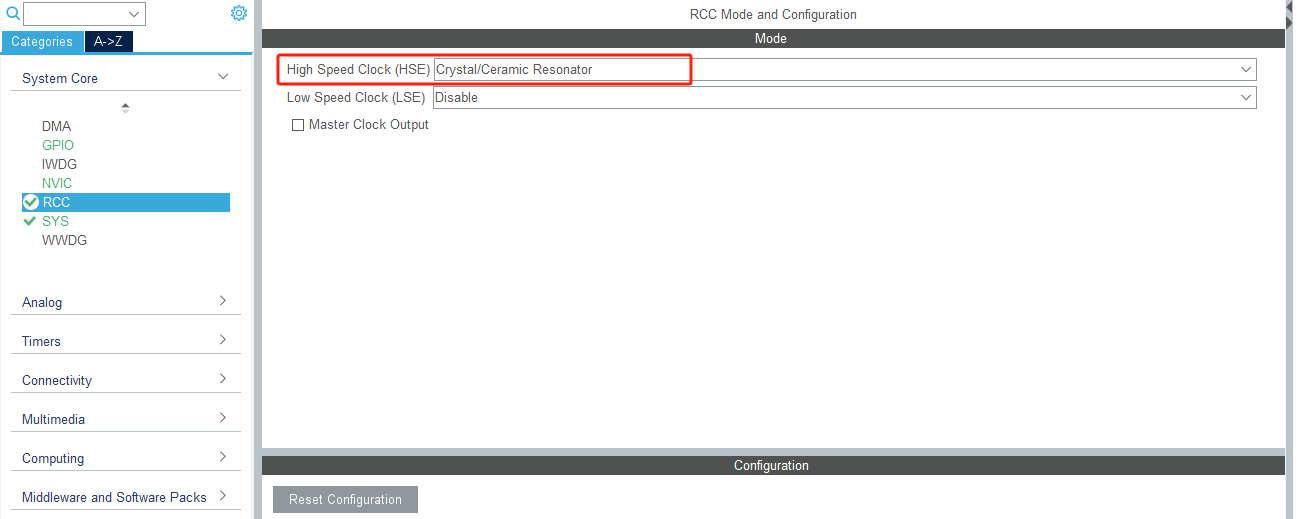 RCC Mode and Configuration
Categories A->Z
Mode
System Core
High Speed Clock (HSE) Crystal/Ceramic Resonator
Low Speed Clock (LSE) Disable
Master Clock Output
DMA
GPIO
IWDG
NVIC
RCC
SYS
WWDG
Analog
Timers
Connectivity
Multimedia
Computing
Middleware and Software Packs
Configuration
Reset Configuration